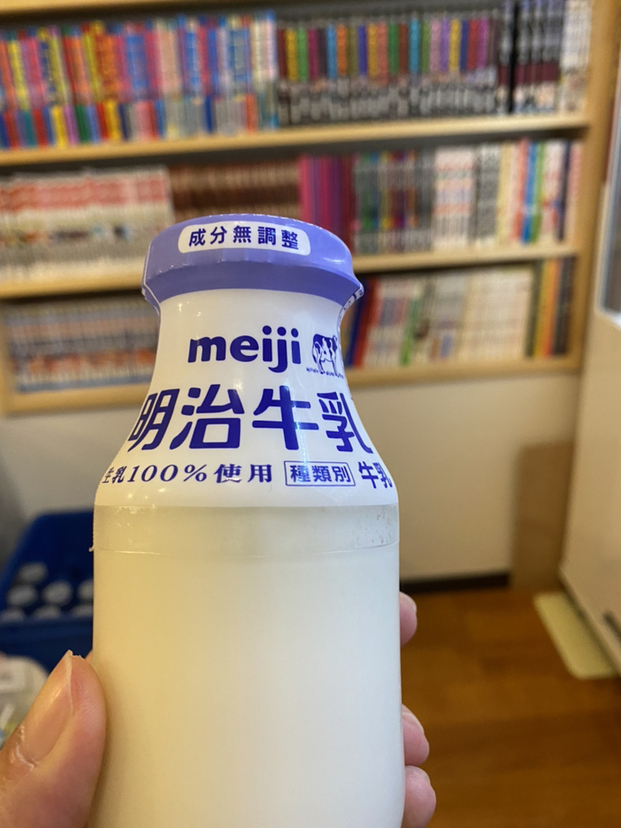 成分無調整
meiji
明治牛乳
生乳100%使用 種類別 牛乳